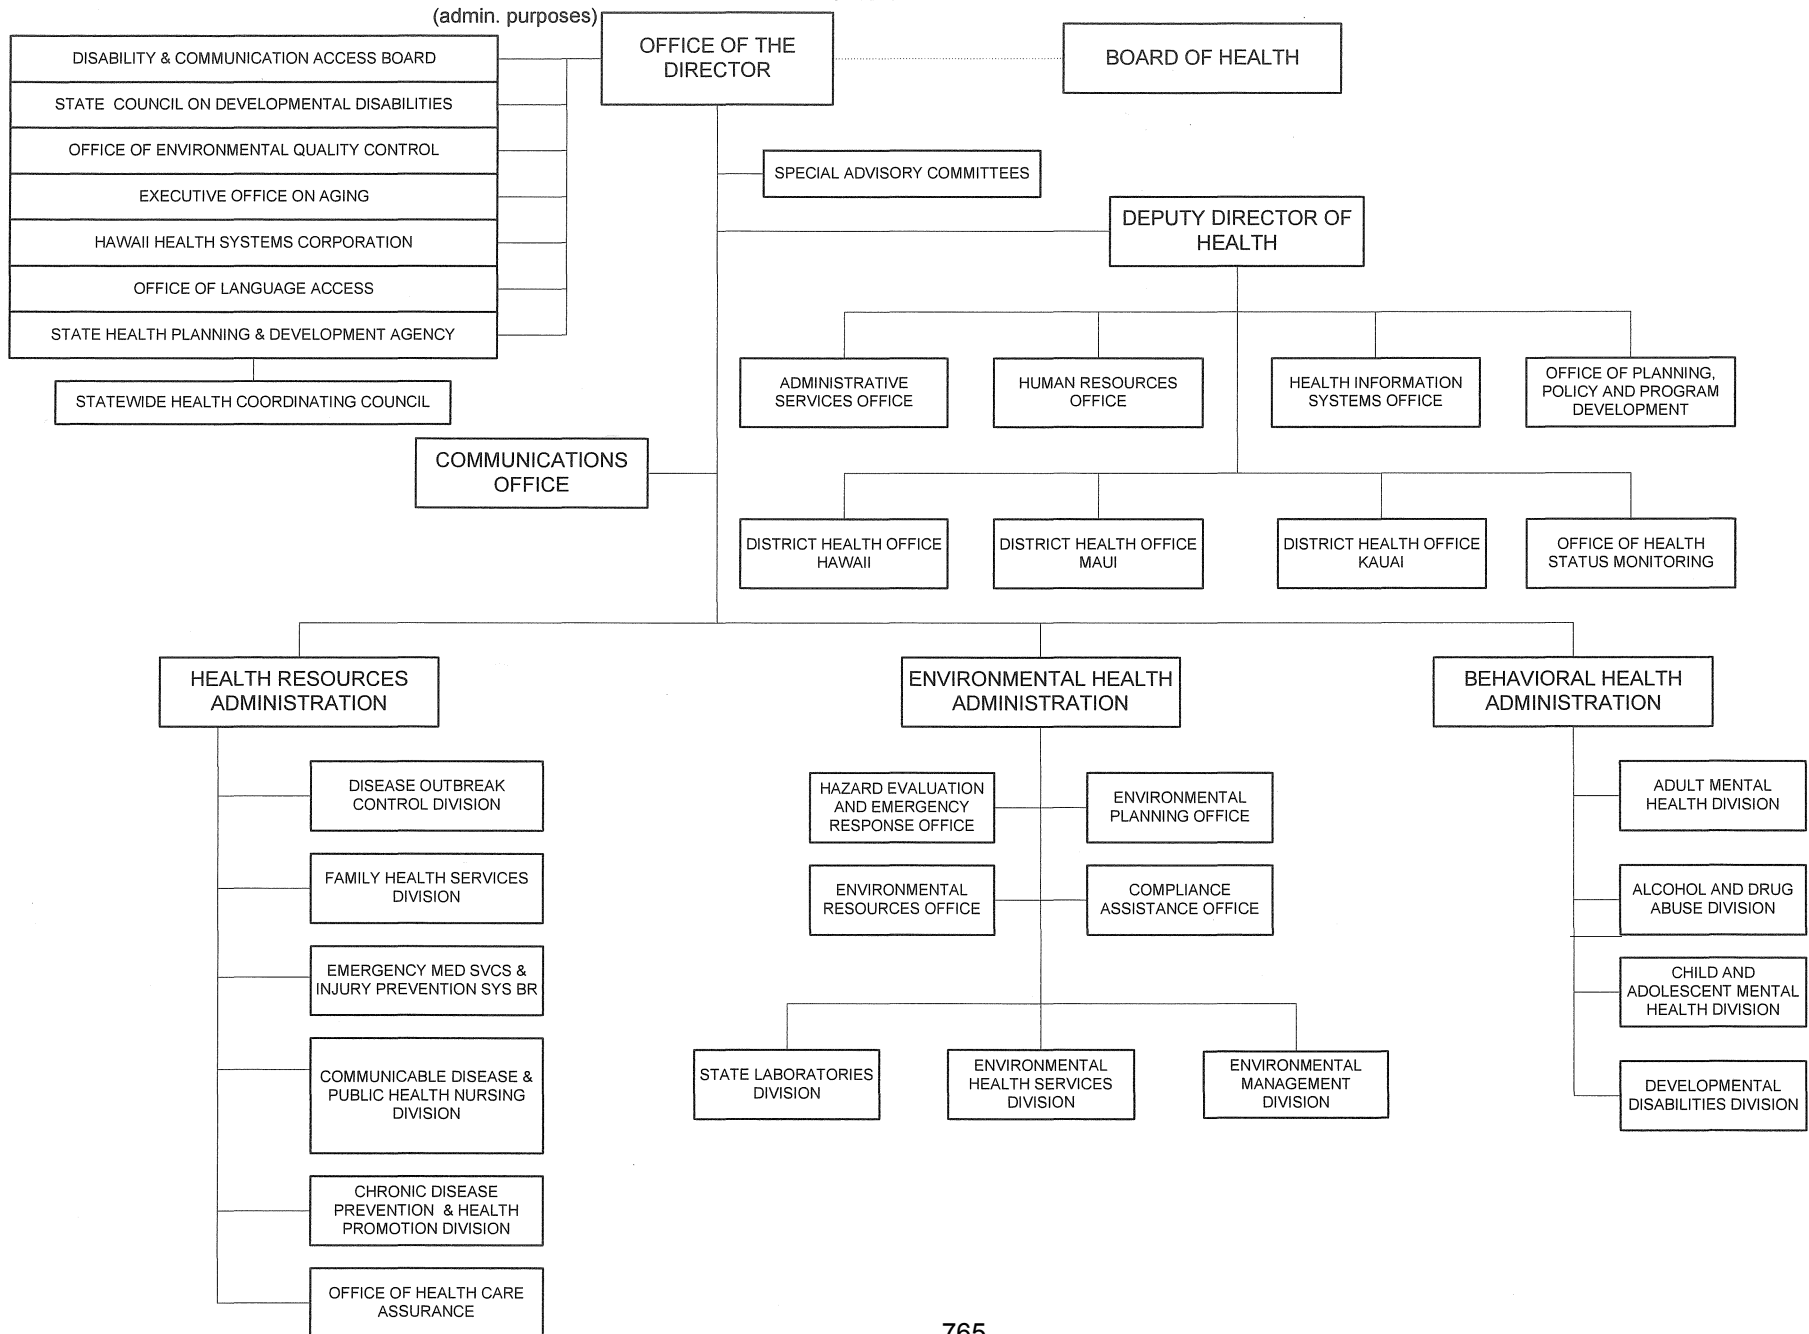 (admin. purposes)
OFFICE OF THE
DIRECTOR
BOARD OF HEALTH
DISABILITY & COMMUNICATION ACCESS BOARD
STATE COUNCIL ON DEVELOPMENTAL DISABILITIES
OFFICE OF ENVIRONMENTAL QUALITY CONTROL
EXECUTIVE OFFICE ON AGING
HAWAII HEALTH SYSTEMS CORPORATION
OFFICE OF LANGUAGE ACCESS
STATE HEALTH PLANNING & DEVELOPMENT AGENCY
STATEWIDE HEALTH COORDINATING COUNCIL
SPECIAL ADVISORY COMMITTEES
DEPUTY DIRECTOR OF
HEALTH
ADMINISTRATIVE
SERVICES OFFICE
HUMAN RESOURCES
OFFICE
HEALTH INFORMATION
SYSTEMS OFFICE
OFFICE OF PLANNING,
POLICY AND PROGRAM
DEVELOPMENT
COMMUNICATIONS
OFFICE
DISTRICT HEALTH OFFICE
HAWAII
DISTRICT HEALTH OFFICE
MAUI
DISTRICT HEALTH OFFICE
KAUAI
OFFICE OF HEALTH
STATUS MONITORING
HEALTH RESOURCES
ADMINISTRATION
DISEASE OUTBREAK
CONTROL DIVISION
FAMILY HEALTH SERVICES
DIVISION
EMERGENCY MED SVCS &
INJURY PREVENTION SYS BR
COMMUNICABLE DISEASE &
PUBLIC HEALTH NURSING
DIVISION
CHRONIC DISEASE
PREVENTION & HEALTH
PROMOTION DIVISION
OFFICE OF HEALTH CARE
ASSURANCE
ENVIRONMENTAL HEALTH
ADMINISTRATION
HAZARD EVALUATION
AND EMERGENCY
RESPONSE OFFICE
ENVIRONMENTAL
PLANNING OFFICE
ENVIRONMENTAL
RESOURCES OFFICE
COMPLIANCE
ASSISTANCE OFFICE
STATE LABORATORIES
DIVISION
ENVIRONMENTAL
HEALTH SERVICES
DIVISION
ENVIRONMENTAL
MANAGEMENT
DIVISION
BEHAVIORAL HEALTH
ADMINISTRATION
ADULT MENTAL
HEALTH DIVISION
ALCOHOL AND DRUG
ABUSE DIVISION
CHILD AND
ADOLESCENT MENTAL
HEALTH DIVISION
DEVELOPMENTAL
DISABILITIES DIVISION
765